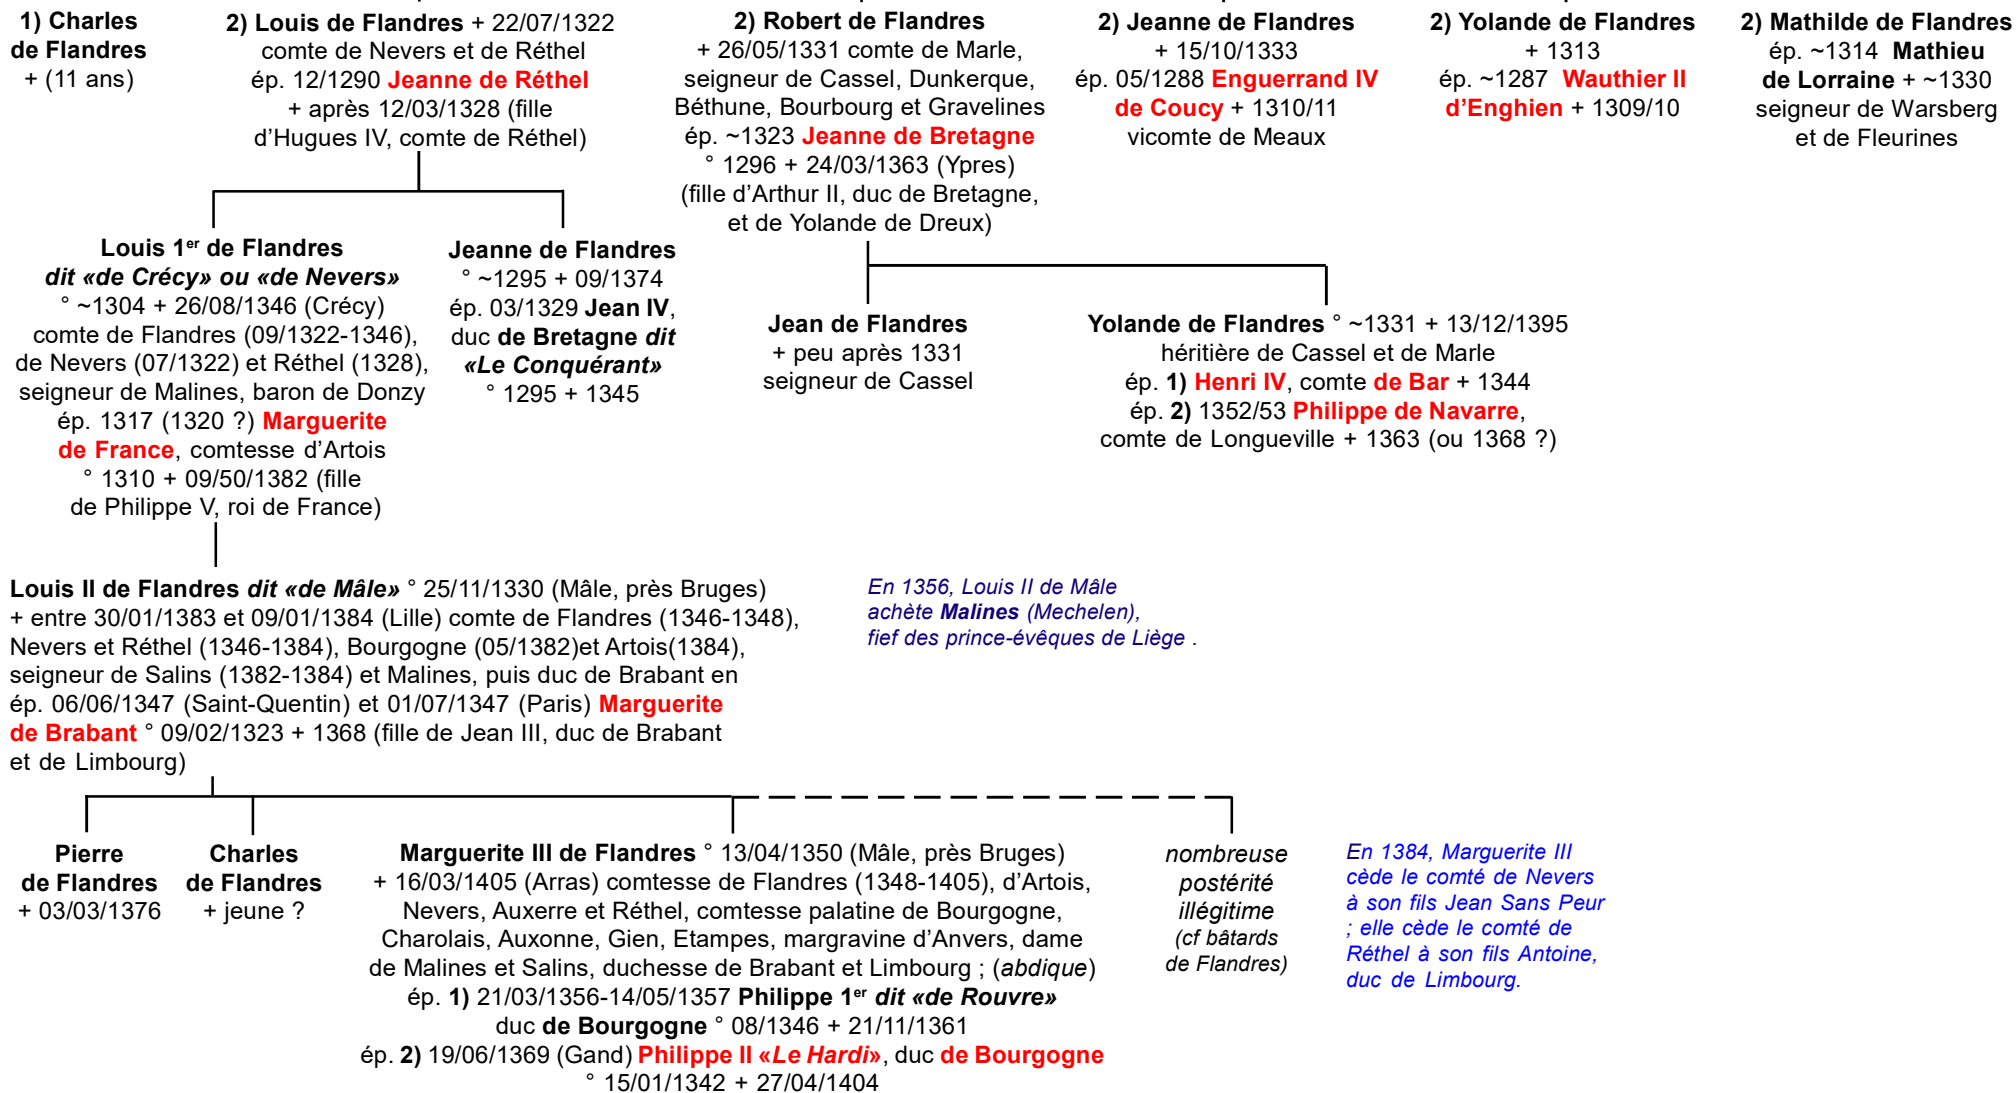 1) Charles
de Flandres
+ (11 ans)
2) Louis de Flandres + 22/07/1322
comte de Nevers et de Réthel
ép. 12/1290 Jeanne de Réthel
+ après 12/03/1328 (fille
d'Hugues IV, comte de Réthel)
2) Robert de Flandres
+ 26/05/1331 comte de Marle,
seigneur de Cassel, Dunkerque,
Béthune, Bourbourg et Gravelines
ép. ~1323 Jeanne de Bretagne
° 1296 + 24/03/1363 (Ypres)
(fille d'Arthur II, duc de Bretagne,
et de Yolande de Dreux)
2) Jeanne de Flandres
+ 15/10/1333
ép. 05/1288 Enguerrand IV
de Coucy + 1310/11
vicomte de Meaux
2) Yolande de Flandres
+ 1313
ép. ~1287 Wauthier II
d'Enghien + 1309/10
2) Mathilde de Flandres
ép. ~1314 Mathieu
de Lorraine + ~1330
seigneur de Warsberg
et de Fleurines
Louis 1er de Flandres
dit «de Crécy» ou «de Nevers»
° ~1304 + 26/08/1346 (Crécy)
comte de Flandres (09/1322-1346),
de Nevers (07/1322) et Réthel (1328),
seigneur de Malines, baron de Donzy
ép. 1317 (1320 ?) Marguerite
de France, comtesse d'Artois
° 1310 + 09/50/1382 (fille
de Philippe V, roi de France)
Jeanne de Flandres
° ~1295 + 09/1374
ép. 03/1329 Jean IV,
duc de Bretagne dit
«Le Conquérant»
° 1295 + 1345
Jean de Flandres
+ peu après 1331
seigneur de Cassel
Yolande de Flandres ° ~1331 + 13/12/1395
héritière de Cassel et de Marle
ép. 1) Henri IV, comte de Bar + 1344
ép. 2) 1352/53 Philippe de Navarre,
comte de Longueville + 1363 (ou 1368 ?)
Louis II de Flandres dit «de Mâle» ° 25/11/1330 (Mâle, près Bruges)
+ entre 30/01/1383 et 09/01/1384 (Lille) comte de Flandres (1346-1348),
Nevers et Réthel (1346-1384), Bourgogne (05/1382)et Artois(1384),
seigneur de Salins (1382-1384) et Malines, puis duc de Brabant en
ép. 06/06/1347 (Saint-Quentin) et 01/07/1347 (Paris) Marguerite
de Brabant ° 09/02/1323 + 1368 (fille de Jean III, duc de Brabant
et de Limbourg)
En 1356, Louis II de Mâle
achète Malines (Mechelen),
fief des prince-évêques de Liège .
Pierre
de Flandres
+ 03/03/1376
Charles
de Flandres
+ jeune ?
Marguerite III de Flandres ° 13/04/1350 (Mâle, près Bruges)
+ 16/03/1405 (Arras) comtesse de Flandres (1348-1405), d'Artois,
Nevers, Auxerre et Réthel, comtesse palatine de Bourgogne,
Charolais, Auxonne, Gien, Etampes, margravine d'Anvers, dame
de Malines et Salins, duchesse de Brabant et Limbourg ; (abdique)
ép. 1) 21/03/1356-14/05/1357 Philippe 1er dit «de Rouvre»
duc de Bourgogne ° 08/1346 + 21/11/1361
ép. 2) 19/06/1369 (Gand) Philippe II «Le Hardi», duc de Bourgogne
° 15/01/1342 + 27/04/1404
nombreuse
postérité
illégitime
(cf bâtards
de Flandres)
En 1384, Marguerite III
cède le comté de Nevers
à son fils Jean Sans Peur
; elle cède le comté de
Réthel à son fils Antoine,
duc de Limbourg.